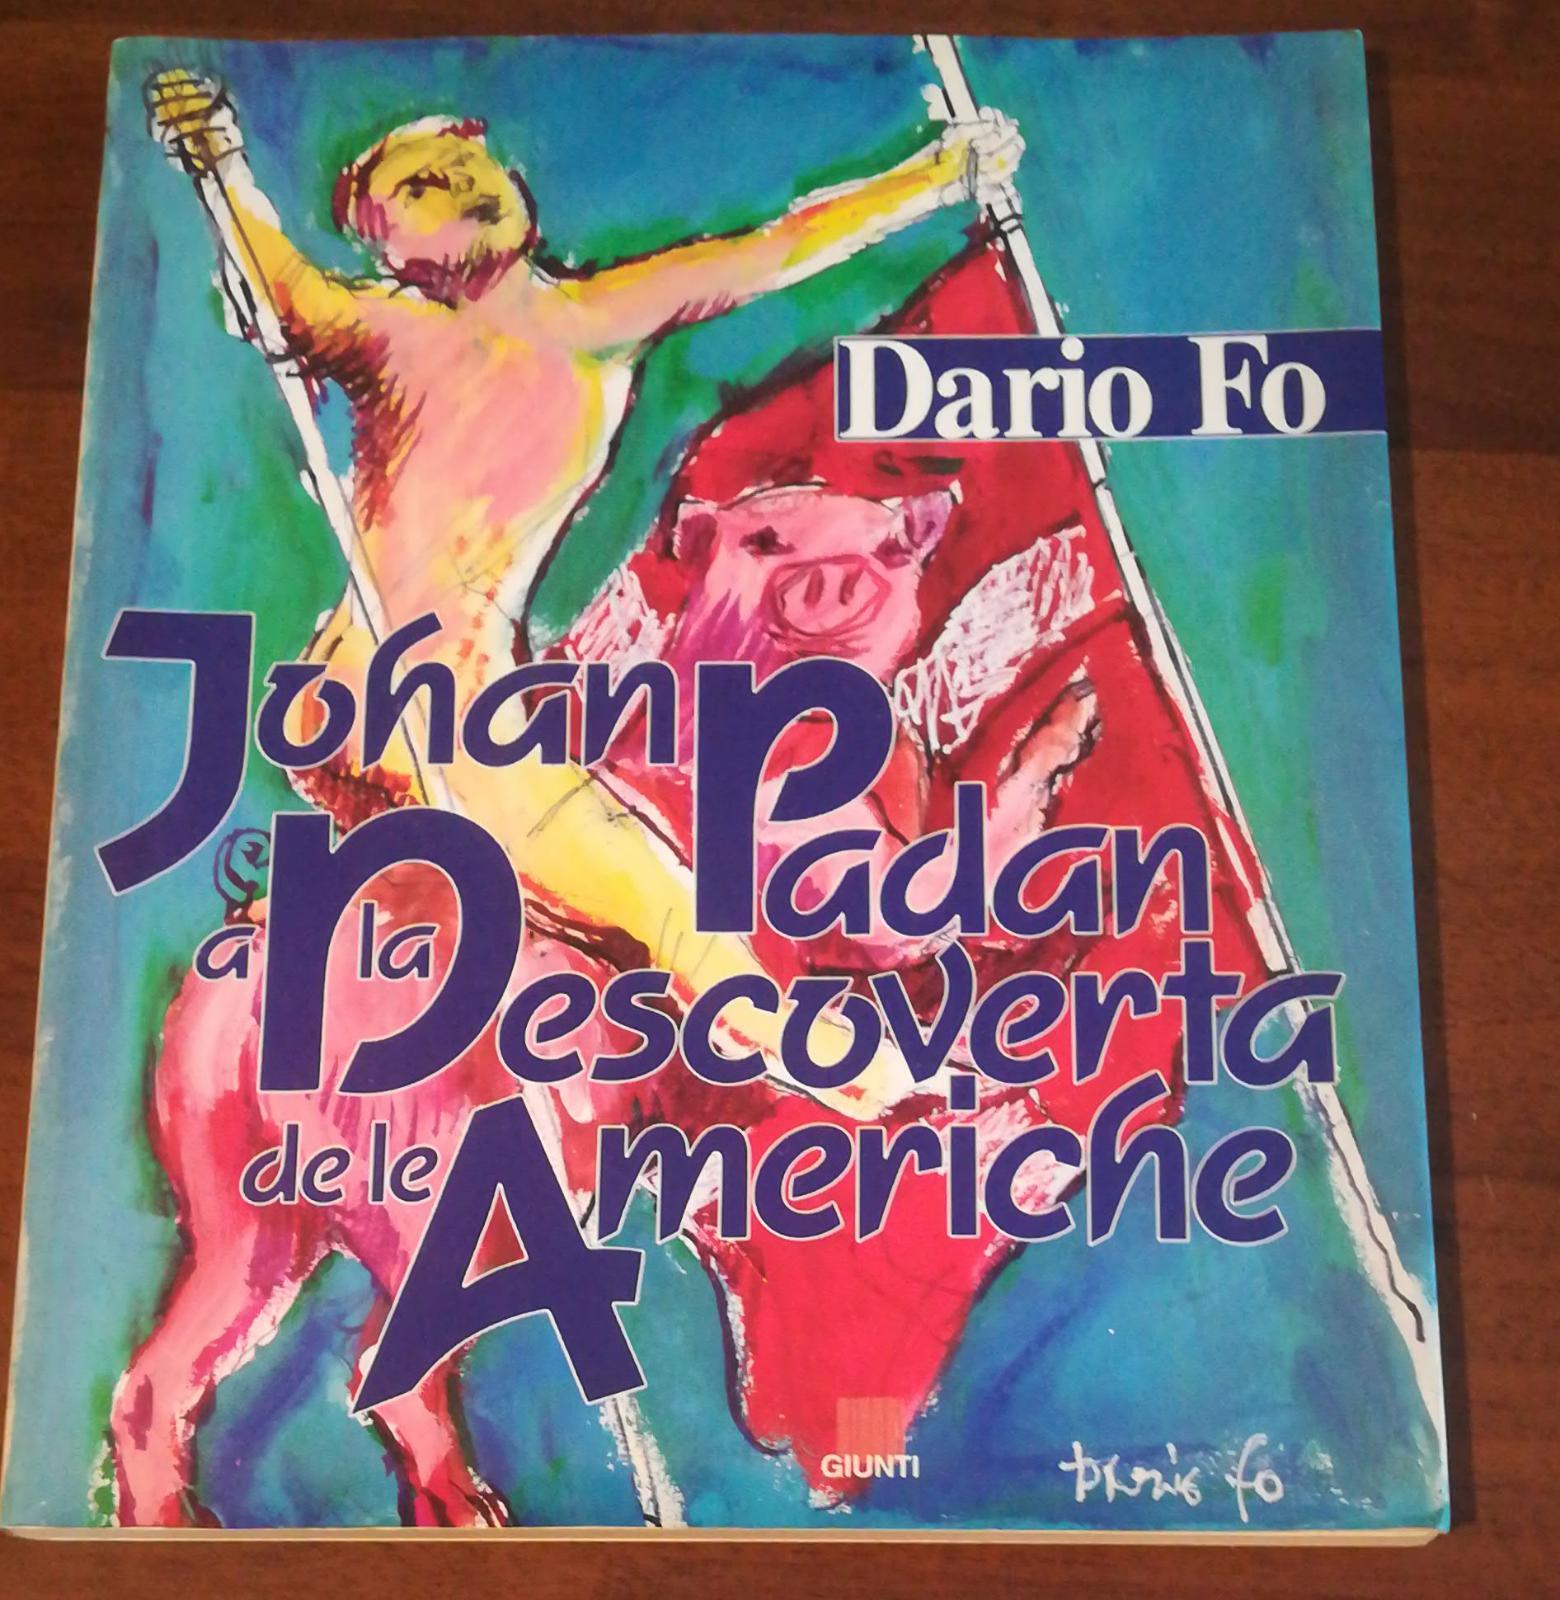 Dario Fo
Johan Padan
a la Descoverta
de le Americhe
GIUNTI
Dario Fo